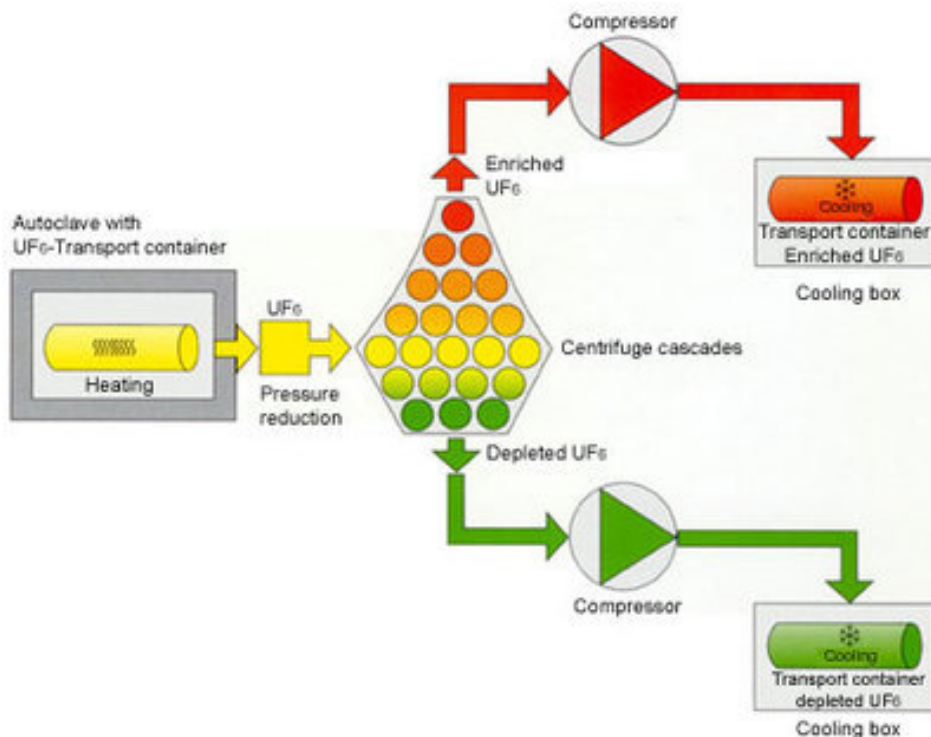 Compressor
Enriched
UF6
Cooling
Transport container
Enriched UF6
Cooling box
Autoclave with
UF6-Transport container
UF6
Heating
Pressure
reduction
Centrifuge cascades
Depleted UF6
Compressor
Cooling
Transport container
depleted UF6
Cooling box